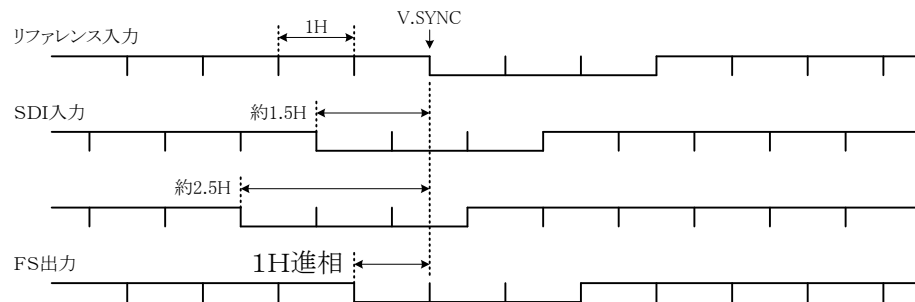 V.SYNC
リファレンス入力
1H
SDI入力
約1.5H
約2.5H
1H進相
FS出力